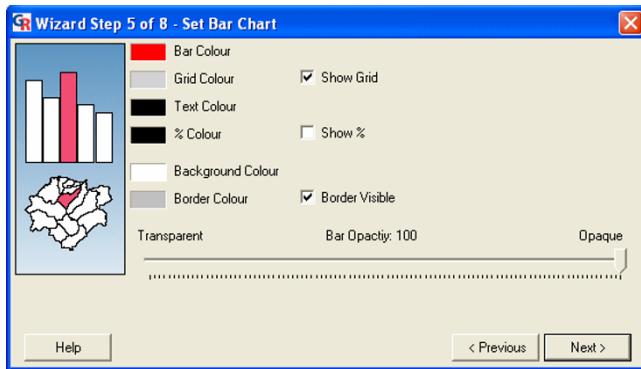 GR Wizard Step 5 of 8 - Set Bar Chart
Bar Colour
Grid Colour Show Grid
Text Colour
% Colour Show %
Background Colour
Border Colour Border Visible
Transparent Bar Opactiy: 100 Opaque
Help < Previous Next >